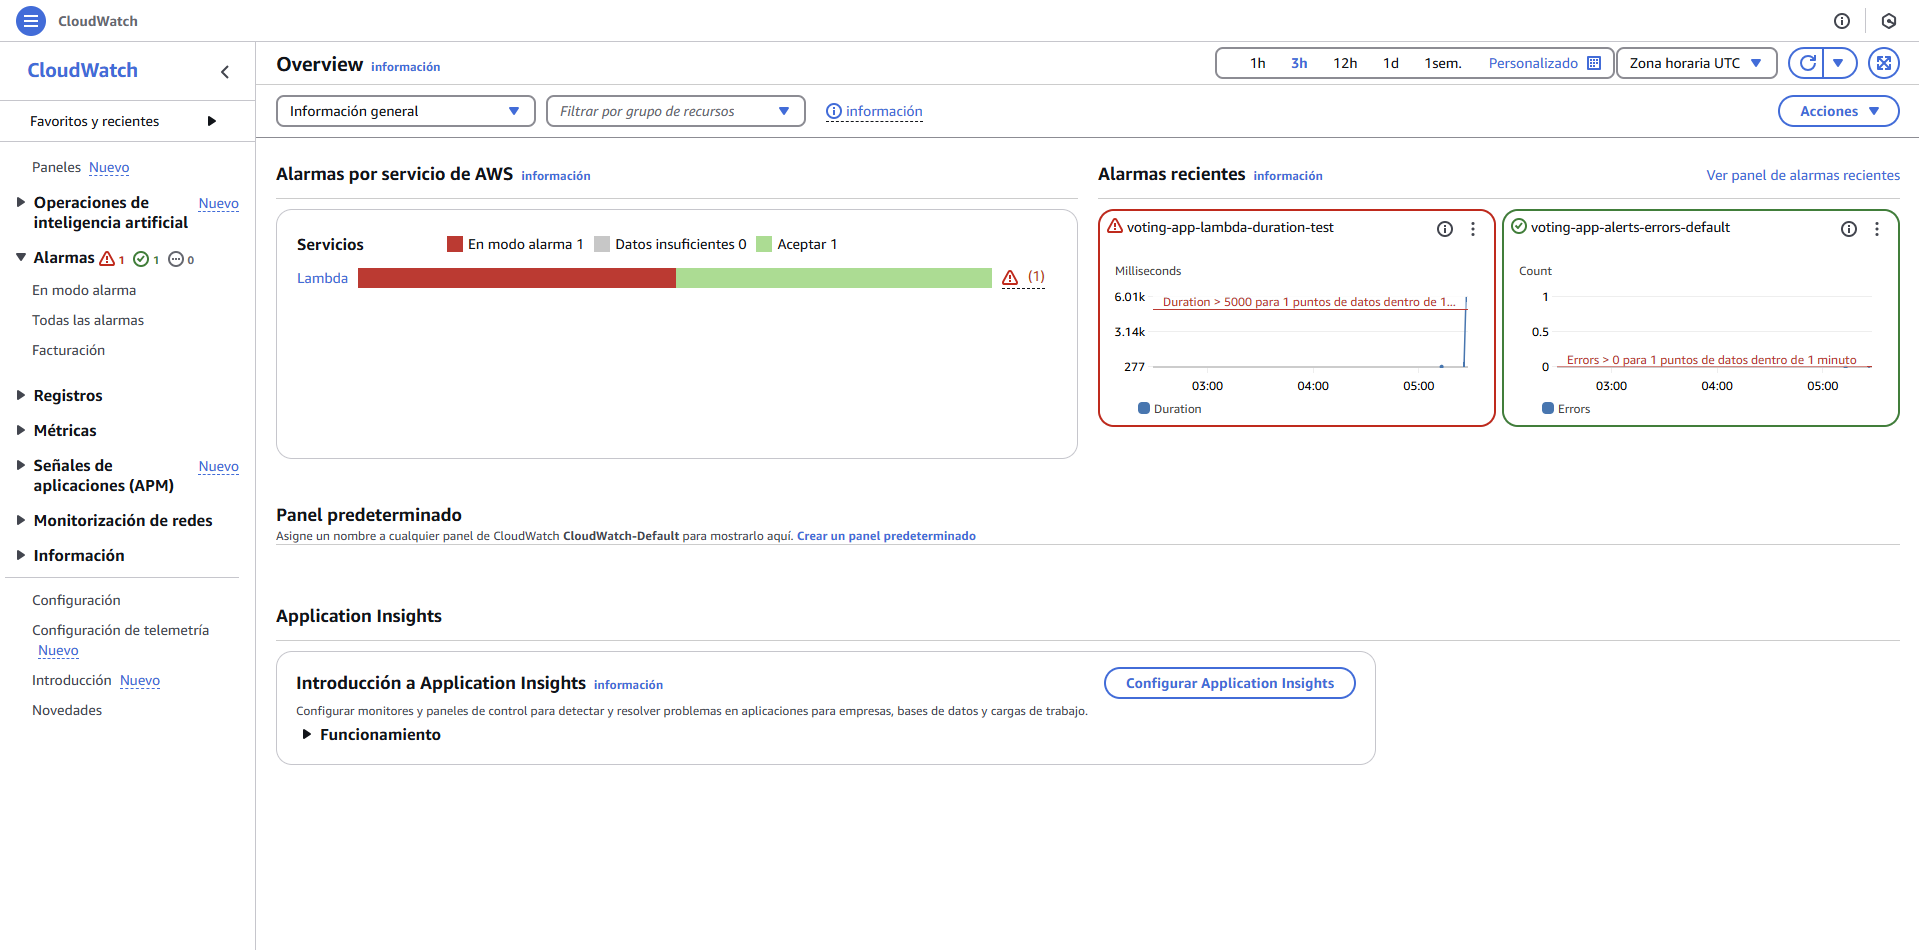 CloudWatch
CloudWatch
Favoritos y recientes
Paneles Nuevo
Operaciones de inteligencia artificial Nuevo
Alarmas 1 1 0
En modo alarma
Todas las alarmas
Facturación
Registros
Métricas
Señales de aplicaciones (APM) Nuevo
Monitorización de redes
Información
Configuración
Configuración de telemetría
Nuevo
Introducción Nuevo
Novedades
Overview información
1h 3h 12h 1d 1sem. Personalizado Zona horaria UTC
Información general Filtrar por grupo de recursos información Acciones
Alarmas por servicio de AWS información
Servicios En modo alarma 1 Datos insuficientes 0 Aceptar 1
Lambda (1)
Alarmas recientes información Ver panel de alarmas recientes
voting-app-lambda-duration-test
Milliseconds
6.01k
Duration > 5000 para 1 puntos de datos dentro de 1...
3.14k
277
03:00 04:00 05:00
Duration
voting-app-alerts-errors-default
Count
1
0.5
Errors > 0 para 1 puntos de datos dentro de 1 minuto
0
03:00 04:00 05:00
Errors
Panel predeterminado
Asigne un nombre a cualquier panel de CloudWatch CloudWatch-Default para mostrarlo aquí. Crear un panel predeterminado
Application Insights
Introducción a Application Insights información
Configurar Application Insights
Configurar monitores y paneles de control para detectar y resolver problemas en aplicaciones para empresas, bases de datos y cargas de trabajo.
Funcionamiento